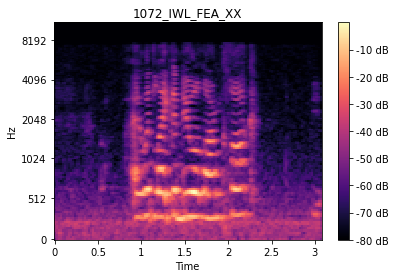 1072_IWL_FEA_XX
Hz
8192
4096
2048
1024
512
0
0 0.5 1 1.5 2 2.5 3
Time
-10 dB
-20 dB
-30 dB
-40 dB
-50 dB
-60 dB
-70 dB
-80 dB